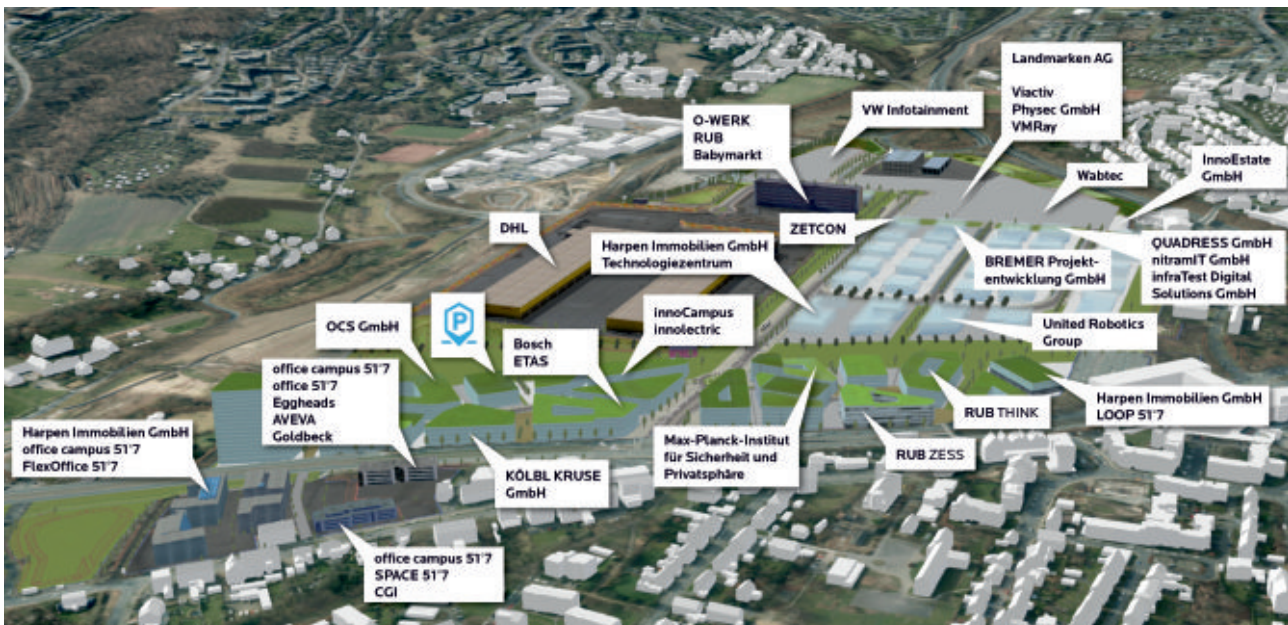 Landmarken AG
Viactiv
Physec GmbH
VMRay
VW Infotainment
O-WERK
RUB
Babymarkt
InnoEstate
GmbH
Wabtec
DHL
ZETCON
Harpen Immobilien GmbH
Technologiezentrum
BREMER Projekt-
entwicklung GmbH
QUADRESS GmbH
nitramIT GmbH
infraTest Digital
Solutions GmbH
innoCampus
innolectric
OCS GmbH
P
Bosch
ETAS
United Robotics
Group
office campus 51°7
office 51°7
Eggheads
AVEVA
Goldbeck
Harpen Immobilien GmbH
LOOP 51°7
RUB THINK
Harpen Immobilien GmbH
office campus 51°7
FlexOffice 51°7
Max-Planck-Institut
für Sicherheit und
Privatsphäre
RUB ZESS
KÖLBL KRUSE
GmbH
office campus 51°7
SPACE 51°7
CGI